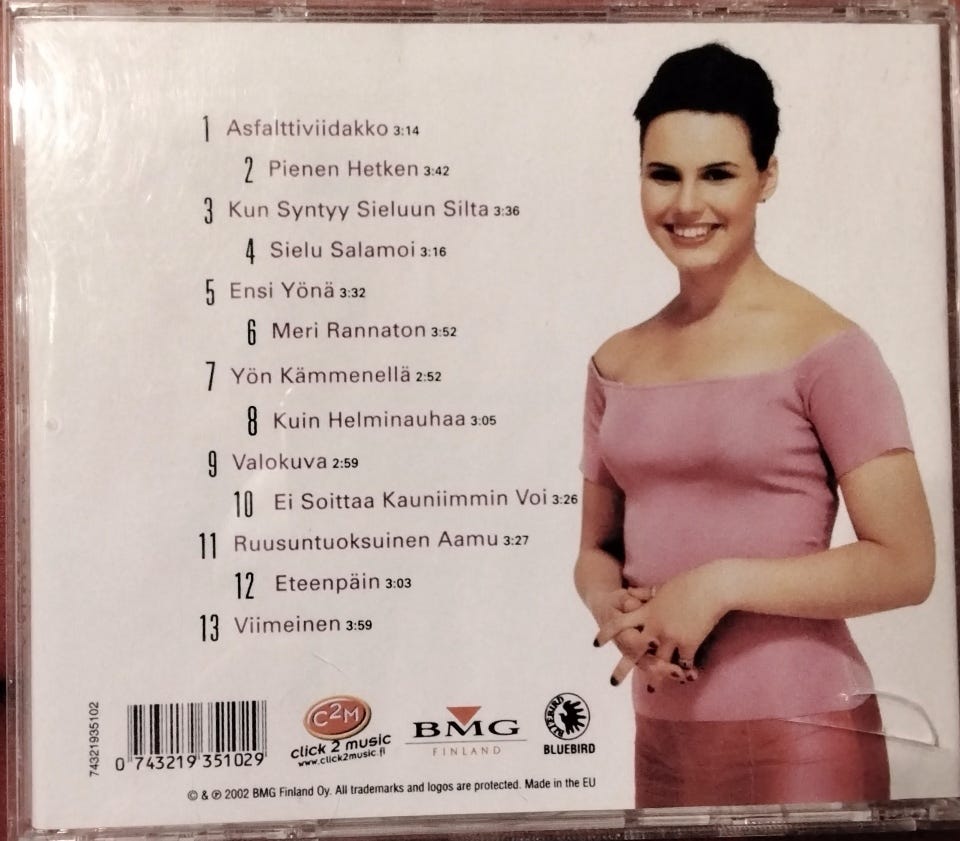 1 Asfalttiviidakko 3:14
2 Pienen Hetken 3:42
3 Kun Syntyy Sieluun Silta 3:36
4 Sielu Salamoi 3:16
5 Ensi Yönä 3:32
6 Meri Rannaton 3:52
7 Yön Kämmenellä 2:52
8 Kuin Helminauhaa 3:05
9 Valokuva 2:59
10 Ei Soittaa Kauniimmin Voi 3:26
11 Ruusuntuoksuinen Aamu 3:27
12 Eteenpäin 3:03
13 Viimeinen 3:59
74321935102
0 743219 351029
C2M
click 2 music
www.click2music.fi
BMG
FINLAND
BLUEBIRD
BLUEBIRD
© & ℗ 2002 BMG Finland Oy. All trademarks and logos are protected. Made in the EU